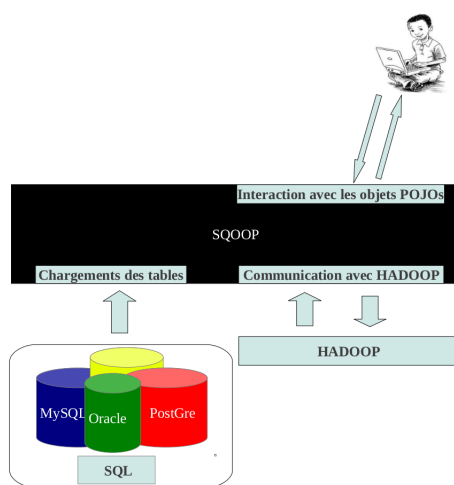 Interaction avec les objets POJOs
SQOOP
Chargements des tables
Communication avec HADOOP
HADOOP
MySQL
Oracle
PostGre
SQL